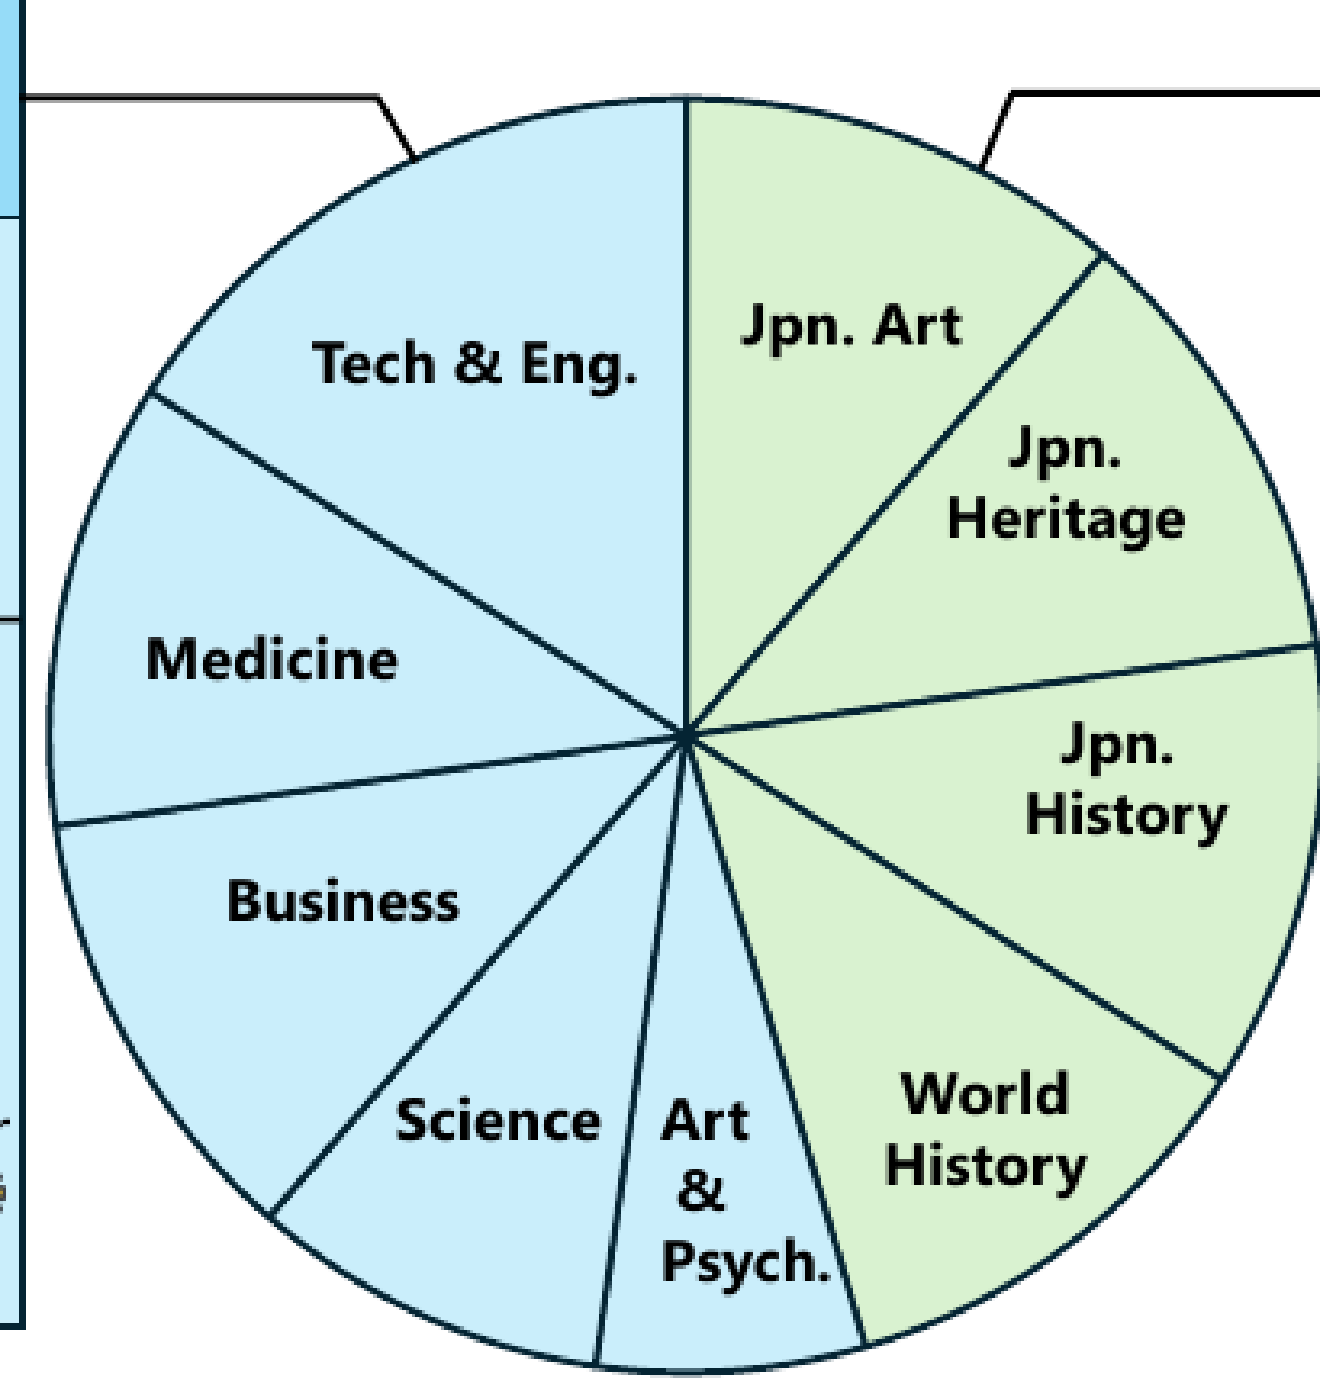 Jpn. Art
Tech & Eng.
Jpn.
Heritage
Medicine
Jpn.
History
Business
World
History
Science
Art
&
Psych.